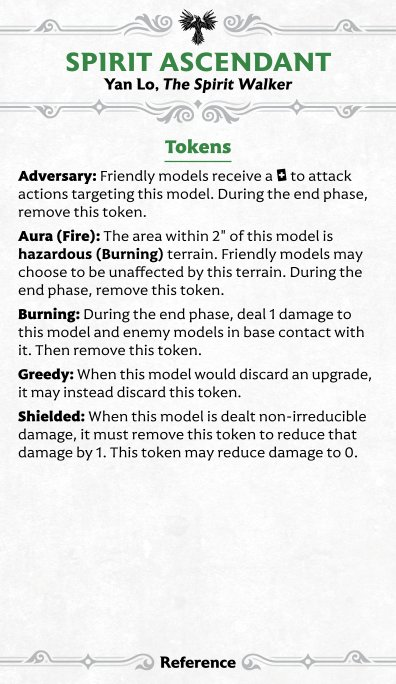 SPIRIT ASCENDANT
Yan Lo, The Spirit Walker
Tokens
Adversary: Friendly models receive a to attack
actions targeting this model. During the end phase,
remove this token.
Aura (Fire): The area within 2" of this model is
hazardous (Burning) terrain. Friendly models may
choose to be unaffected by this terrain. During the
end phase, remove this token.
Burning: During the end phase, deal 1 damage to
this model and enemy models in base contact with
it. Then remove this token.
Greedy: When this model would discard an upgrade,
it may instead discard this token.
Shielded: When this model is dealt non-irreducible
damage, it must remove this token to reduce that
damage by 1. This token may reduce damage to 0.
Reference